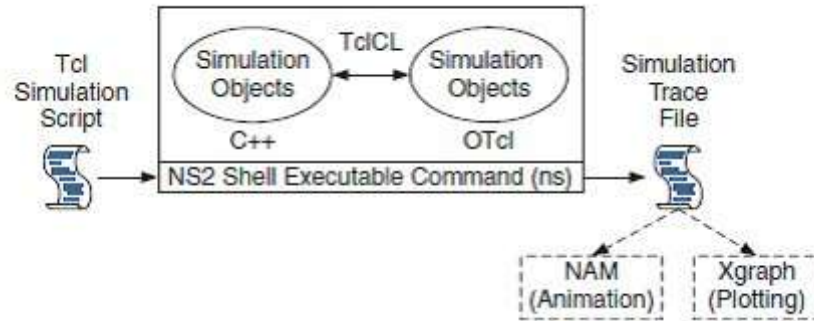 Tcl
Simulation
Script
TclCL
Simulation
Objects
Simulation
Objects
C++
OTcl
NS2 Shell Executable Command (ns)
Simulation
Trace
File
NAM
(Animation)
Xgraph
(Plotting)